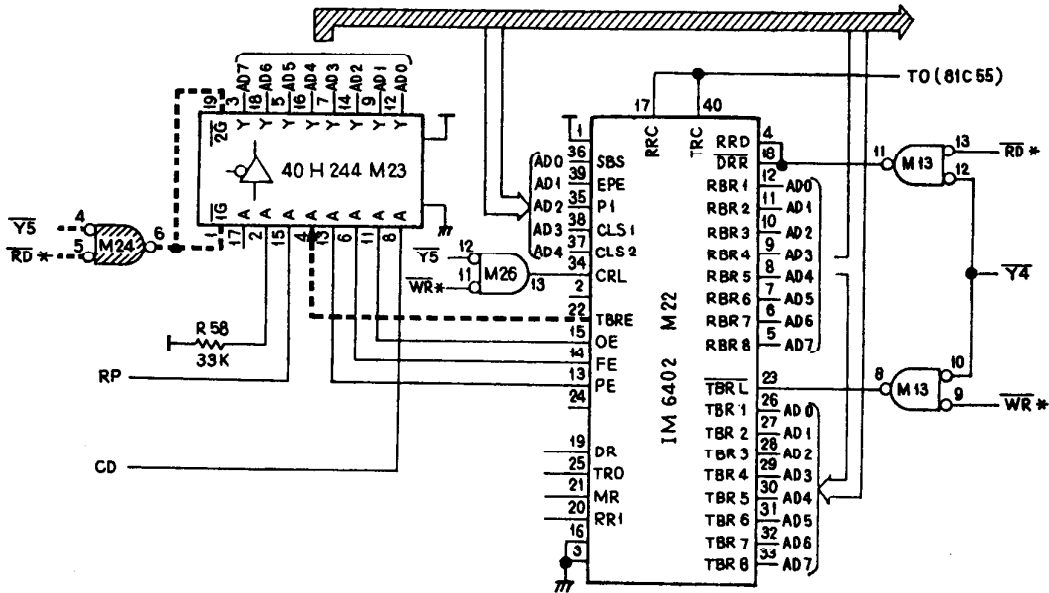 AD7 AD6 AD5 AD4 AD3 AD2 AD1 AD0
19 3 18 5 16 7 14 9 12
2G Y Y Y Y Y Y Y Y
40 H 244 M23
1G A A A A A A A A
1 17 2 15 4 13 6 11 8
Y5 4
RD* 5
M24 6
R58
33K
RP
CD
TO (81C55)
17 40
RRC TRC
1
AD0 36 SBS
AD1 39 EPE
AD2 35 PI
AD3 38 CLS1
AD4 37 CLS2
34 CRL
Y5 12
WR* 11
M26 13
2
22 TBRE
15 OE
14 FE
13 PE
24
19 DR
25 TRO
21 MR
20 RRI
16
3
IM 6402 M22
RRD 4
DRR 18
RBR1 12 AD0
RBR2 11 AD1
RBR3 10 AD2
RBR4 9 AD3
RBR5 8 AD4
RBR6 7 AD5
RBR7 6 AD6
RBR8 5 AD7
TBRL 23
TBR1 26 AD0
TBR2 27 AD1
TBR3 28 AD2
TBR4 29 AD3
TBR5 30 AD4
TBR6 31 AD5
TBR7 32 AD6
TBR8 33 AD7
11 M13 13 RD*
12
Y4
8 M13 10
9 WR*